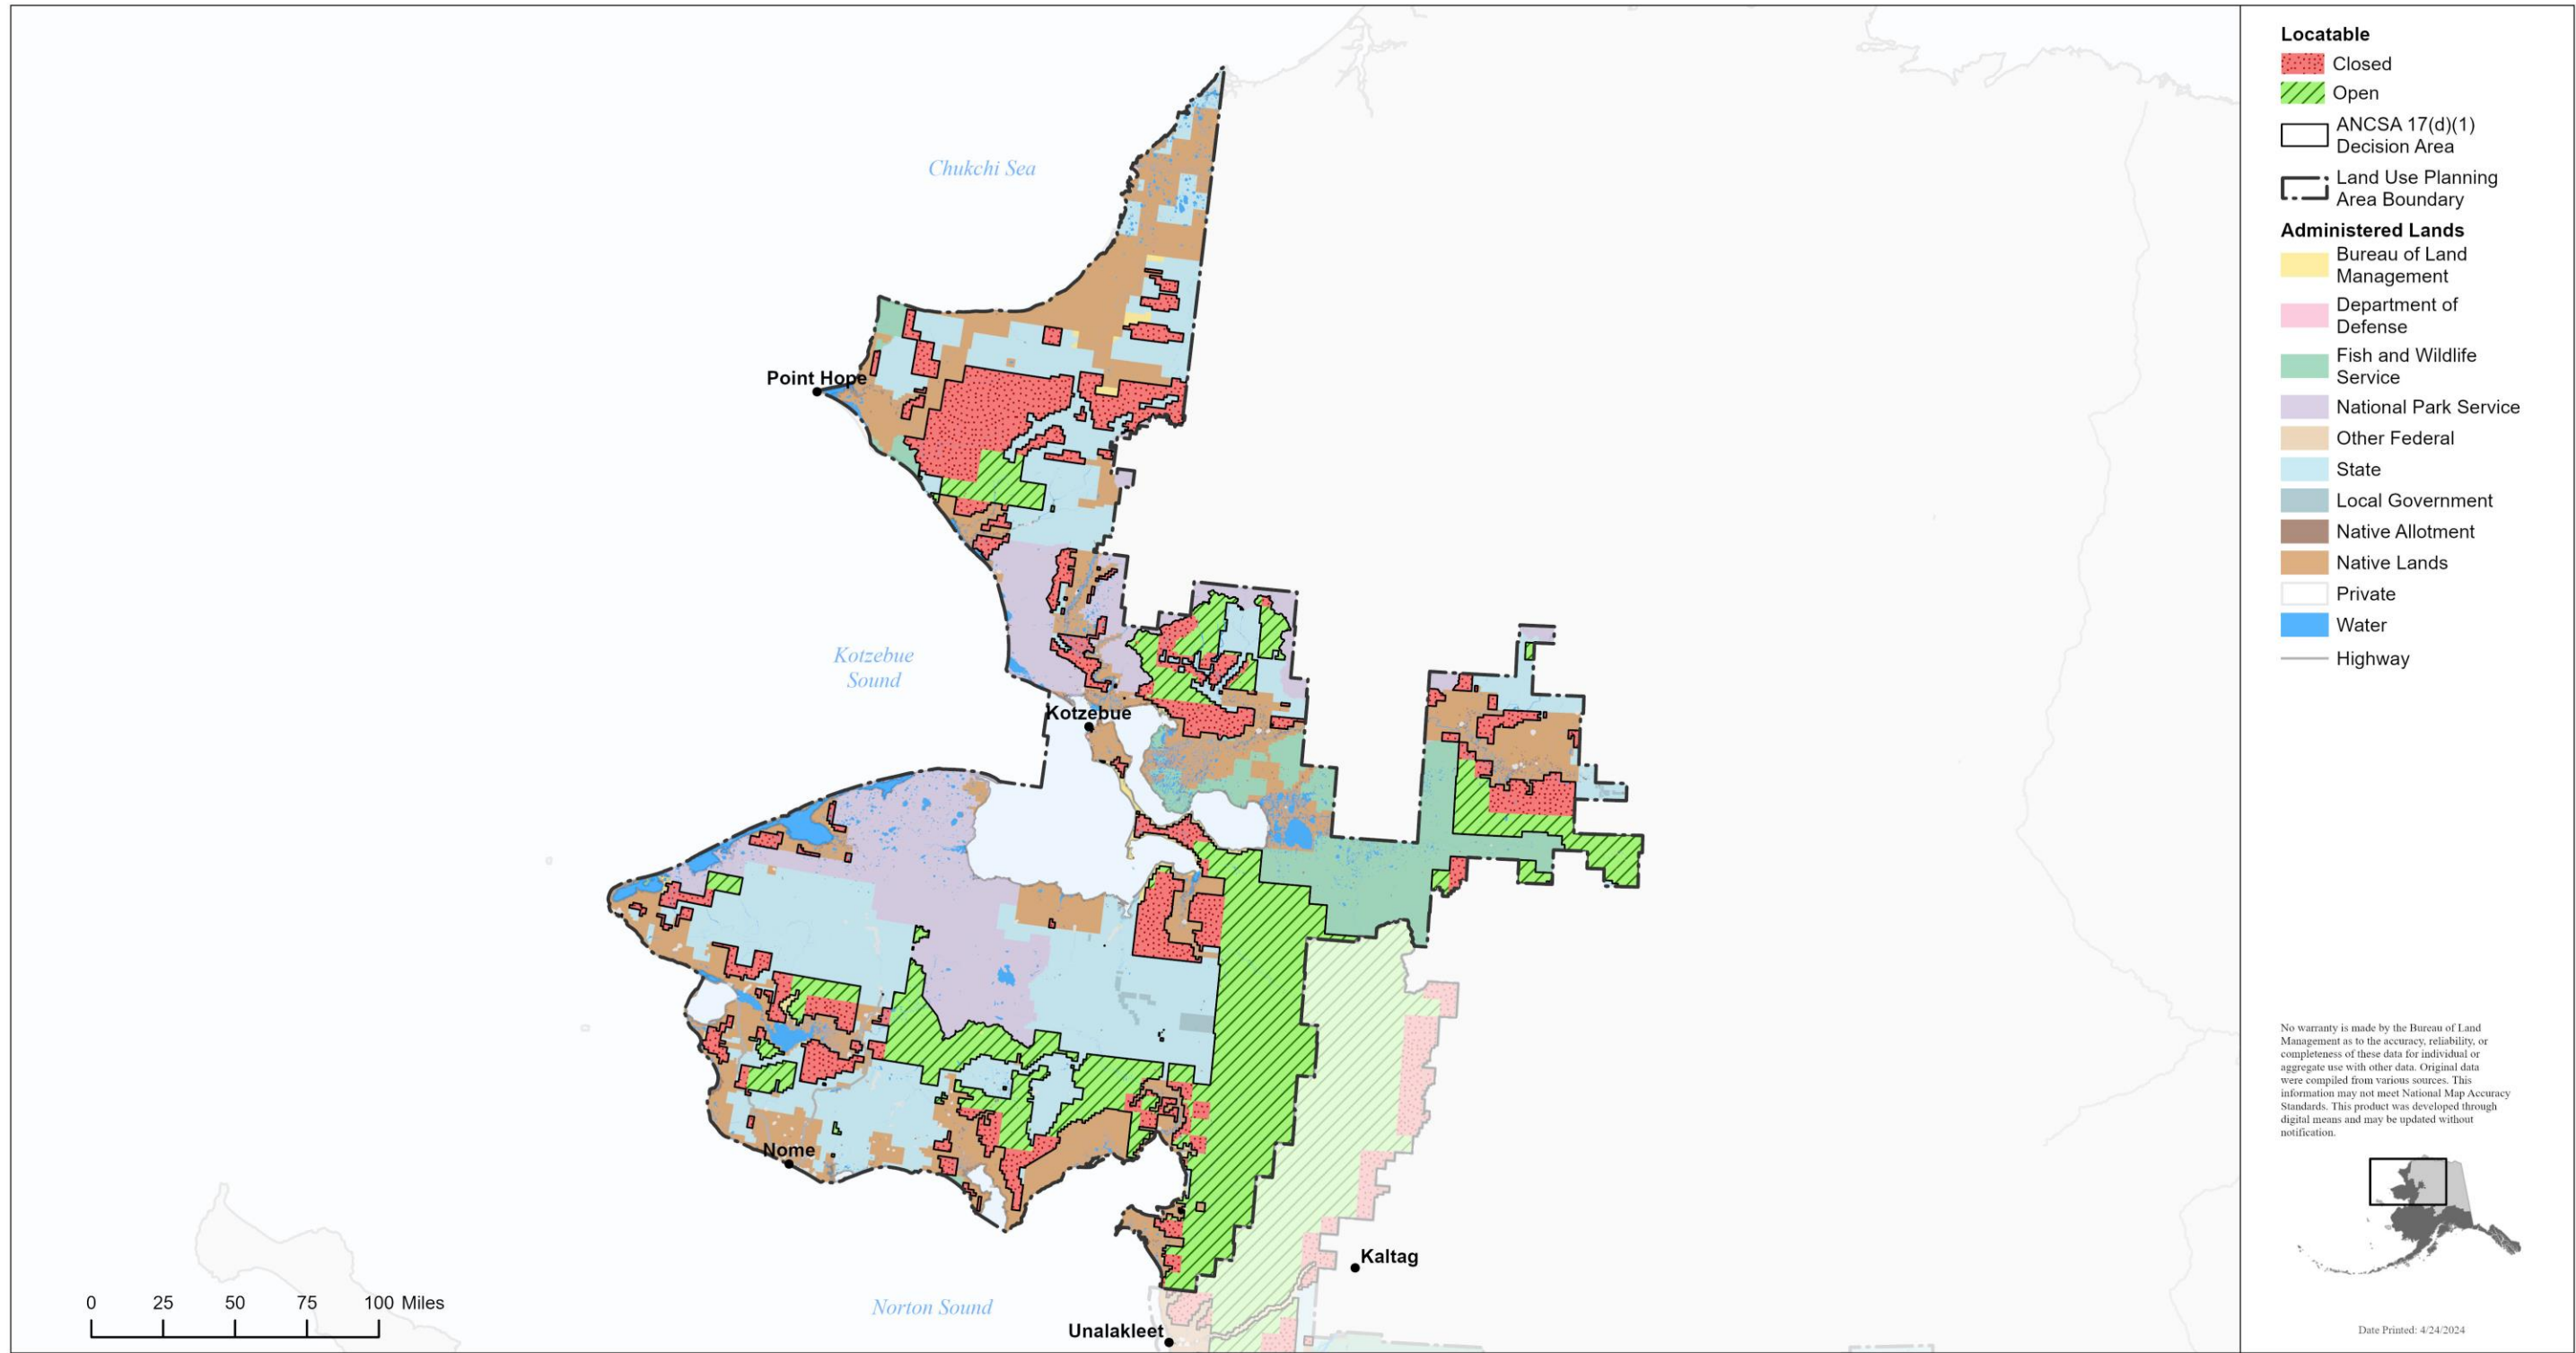 Chukchi Sea
Point Hope
Kotzebue
Sound
Kotzebue
Nome
Kaltag
Norton Sound
Unalakleet
0 25 50 75 100 Miles
Locatable
Closed
Open
ANCSA 17(d)(1)
Decision Area
Land Use Planning
Area Boundary
Administered Lands
Bureau of Land
Management
Department of
Defense
Fish and Wildlife
Service
National Park Service
Other Federal
State
Local Government
Native Allotment
Native Lands
Private
Water
Highway
No warranty is made by the Bureau of Land
Management as to the accuracy, reliability, or
completeness of these data for individual or
aggregate use with other data. Original data
were compiled from various sources. This
information may not meet National Map Accuracy
Standards. This product was developed through
digital means and may be updated without
notification.
Date Printed: 4/24/2024